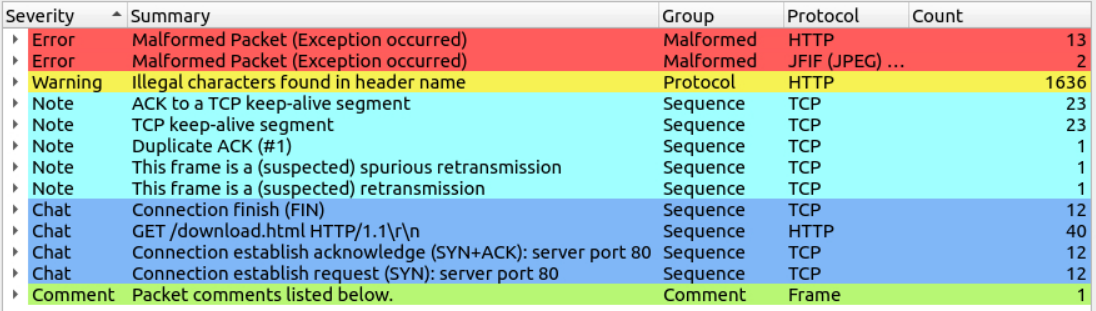 Severity Summary Group Protocol Count
Error Malformed Packet (Exception occurred) Malformed HTTP 13
Error Malformed Packet (Exception occurred) Malformed JFIF (JPEG) ... 2
Warning Illegal characters found in header name Protocol HTTP 1636
Note ACK to a TCP keep-alive segment Sequence TCP 23
Note TCP keep-alive segment Sequence TCP 23
Note Duplicate ACK (#1) Sequence TCP 1
Note This frame is a (suspected) spurious retransmission Sequence TCP 1
Note This frame is a (suspected) retransmission Sequence TCP 1
Chat Connection finish (FIN) Sequence TCP 12
Chat GET /download.html HTTP/1.1\r\n Sequence HTTP 40
Chat Connection establish acknowledge (SYN+ACK): server port 80 Sequence TCP 12
Chat Connection establish request (SYN): server port 80 Sequence TCP 12
Comment Packet comments listed below. Comment Frame 1